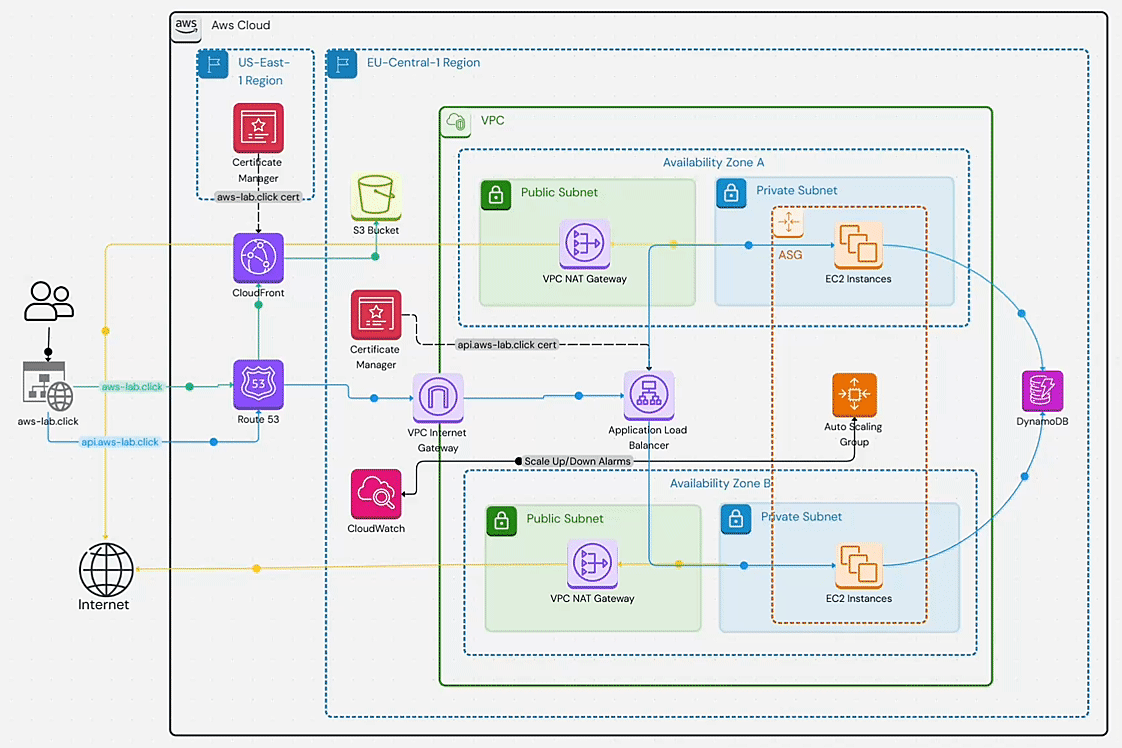 aws
Aws Cloud
US-East-
1 Region
EU-Central-1 Region
Certificate
Manager
aws-lab.click cert
S3 Bucket
CloudFront
VPC
Availability Zone A
Public Subnet
VPC NAT Gateway
Private Subnet
ASG
EC2 Instances
Certificate
Manager
api.aws-lab.click cert
aws-lab.click
aws-lab.click
api.aws-lab.click
53
Route 53
VPC Internet
Gateway
Application Load
Balancer
Auto Scaling
Group
DynamoDB
Scale Up/Down Alarms
CloudWatch
Availability Zone B
Public Subnet
VPC NAT Gateway
Private Subnet
EC2 Instances
Internet